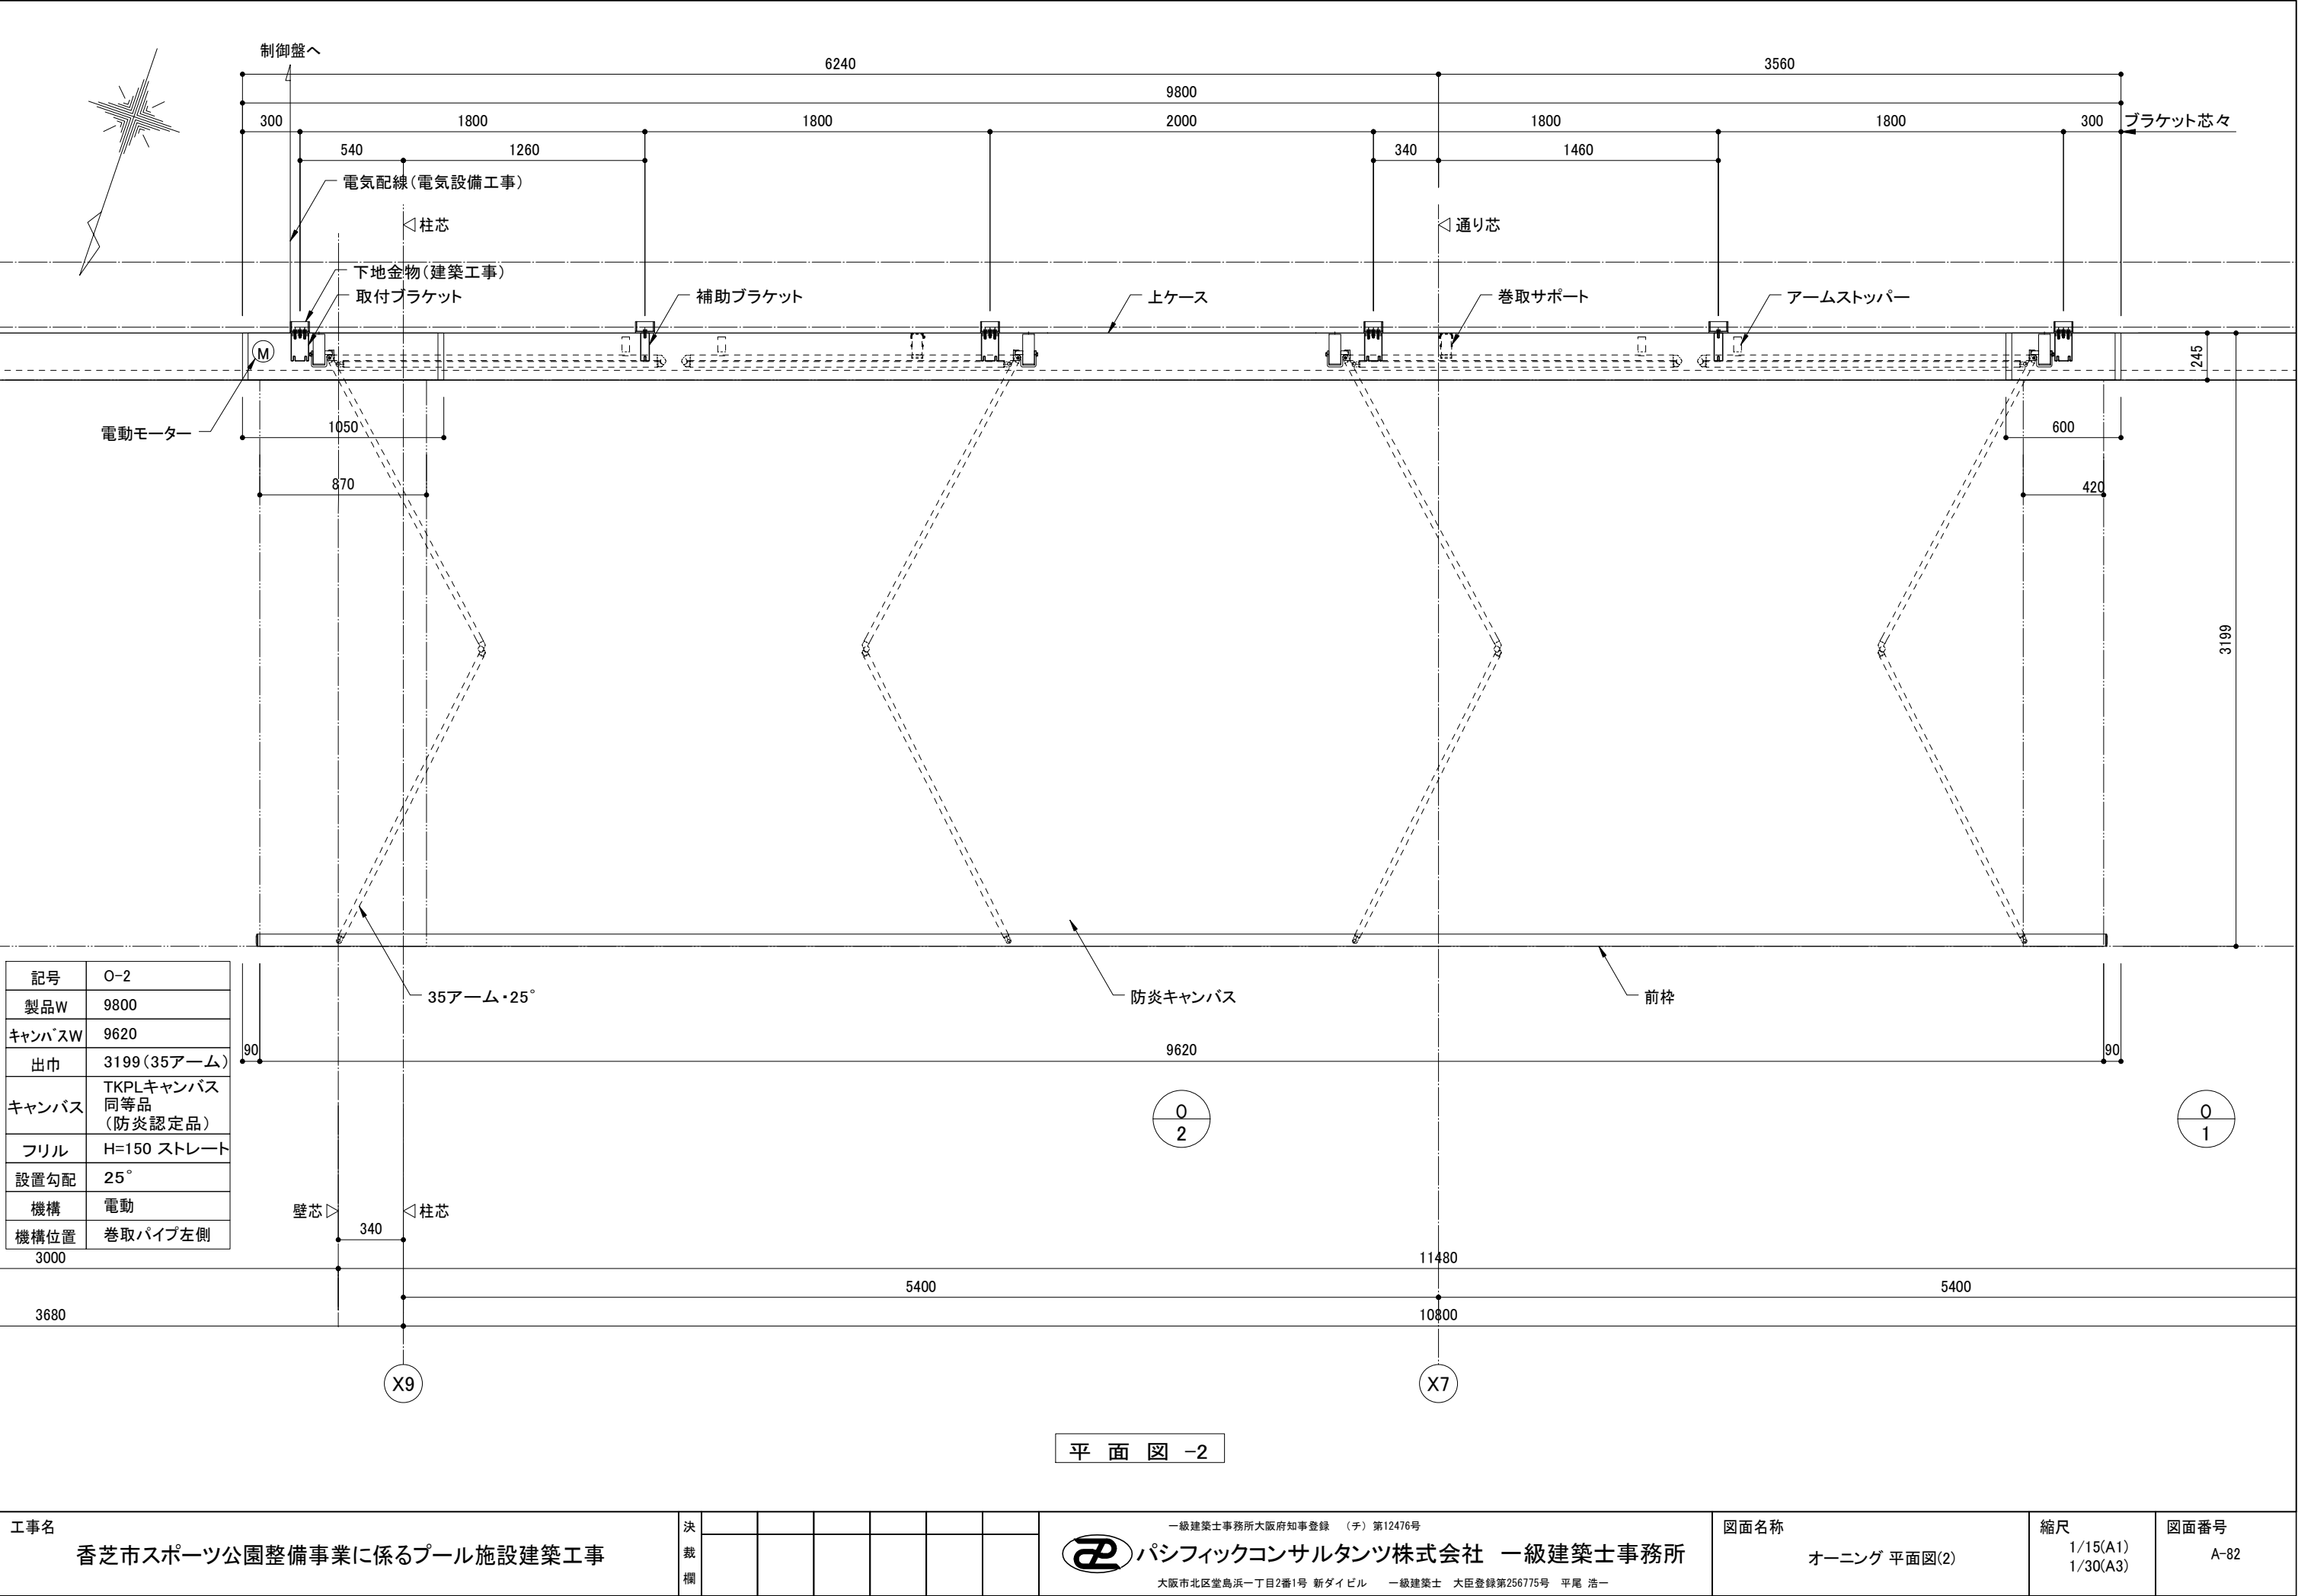 制御盤へ
6240
3560
9800
300
1800
1800
2000
1800
1800
300
ブラケット芯々
540
1260
340
1460
電気配線(電気設備工事)
柱芯
通り芯
下地金物(建築工事)
取付ブラケット
補助ブラケット
上ケース
巻取サポート
アームストッパー
M
245
電動モーター
1050
600
870
420
3199
記号 O-2
製品W 9800
キャンバスW 9620
出巾 3199(35アーム)
キャンバス TKPLキャンバス
同等品
(防炎認定品)
フリル H=150 ストレート
設置勾配 25°
機構 電動
機構位置 巻取パイプ左側
35アーム・25°
防炎キャンバス
前枠
90
9620
90
O
2
O
1
壁芯
柱芯
340
3000
11480
5400
5400
3680
10800
X9
X7
平面図 -2
工事名
香芝市スポーツ公園整備事業に係るプール施設建築工事
決裁欄
一級建築士事務所大阪府知事登録 (チ) 第12476号
パシフィックコンサルタンツ株式会社 一級建築士事務所
大阪市北区堂島浜一丁目2番1号 新ダイビル 一級建築士 大臣登録第256775号 平尾 浩一
図面名称
オーニング 平面図(2)
縮尺
1/15(A1)
1/30(A3)
図面番号
A-82